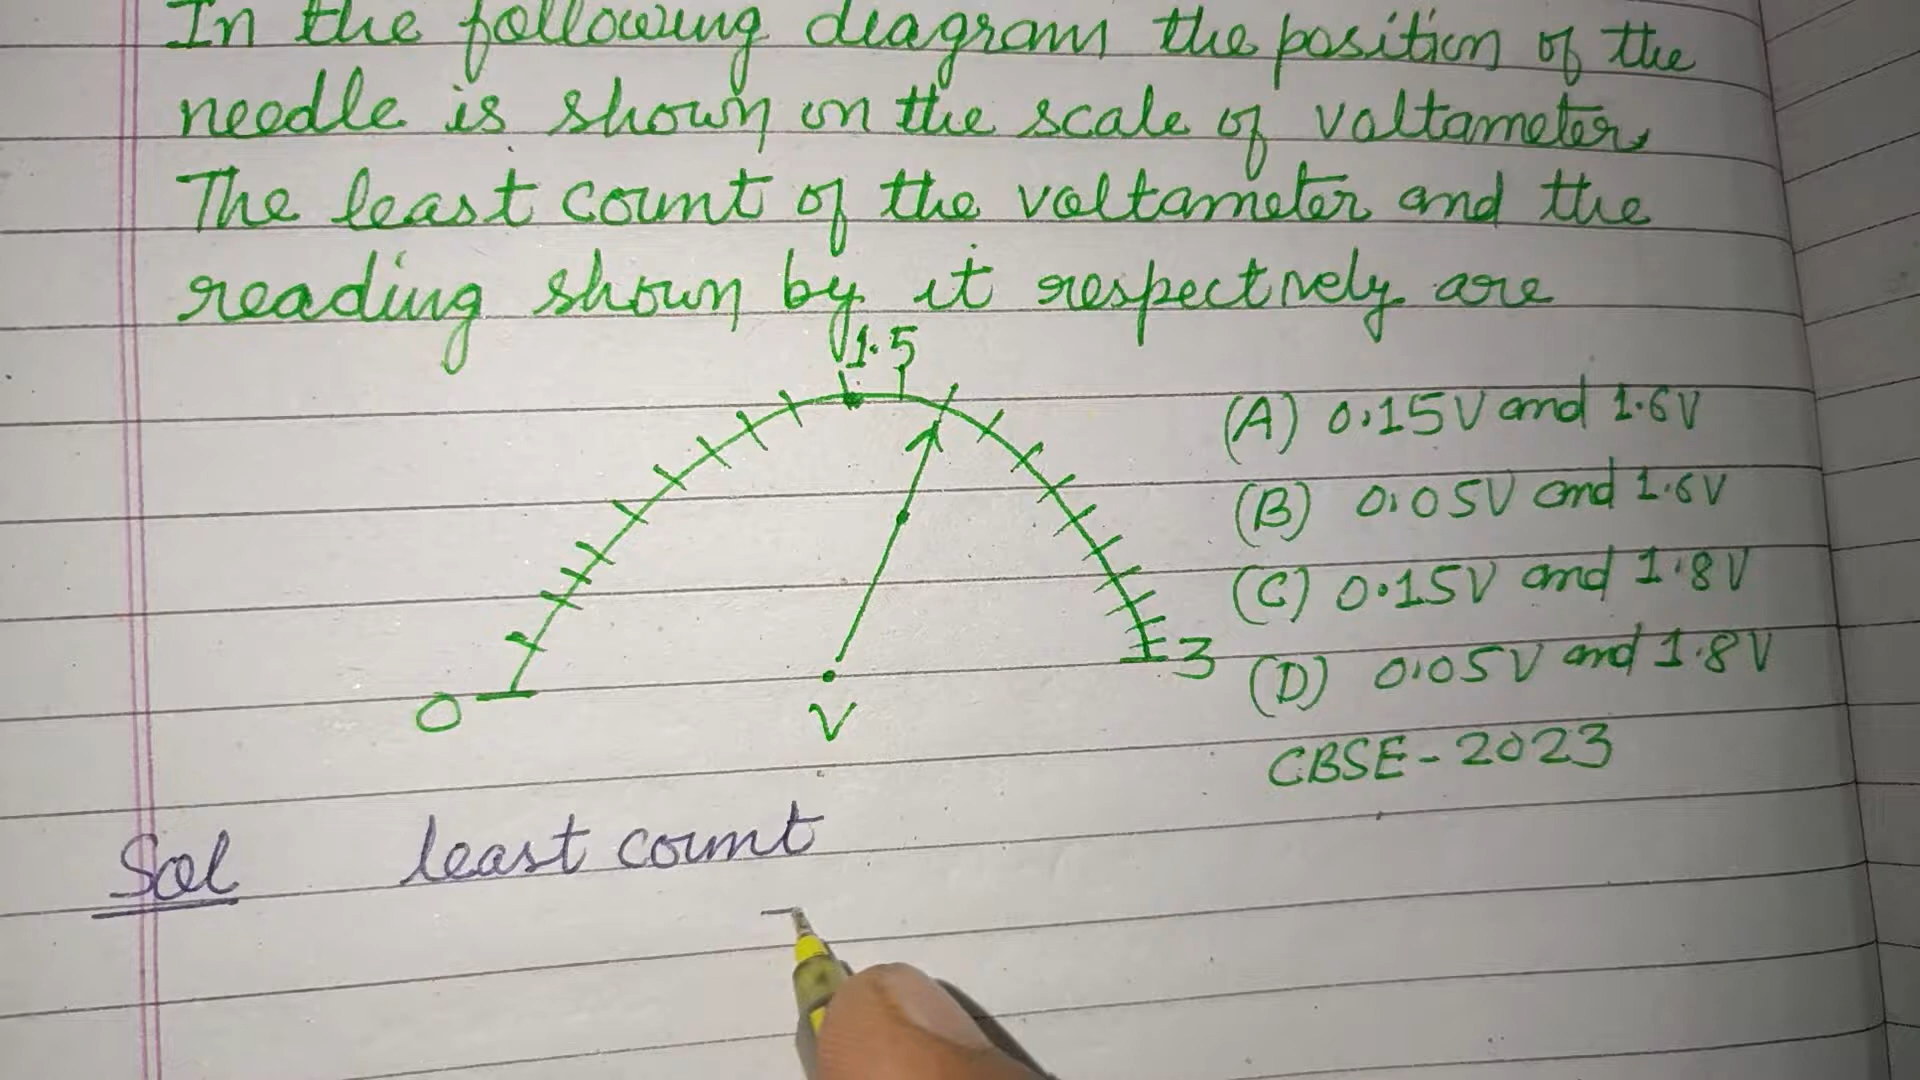 In the following diagram the position of the
needle is shown on the scale of voltameter.
The least count of the voltameter and the
reading shown by it respectively are
1.5
0
3
V
(A) 0.15V and 1.6V
(B) 0.05V and 1.6V
(C) 0.15V and 1.8V
(D) 0.05V and 1.8V
CBSE-2023
Sol least count